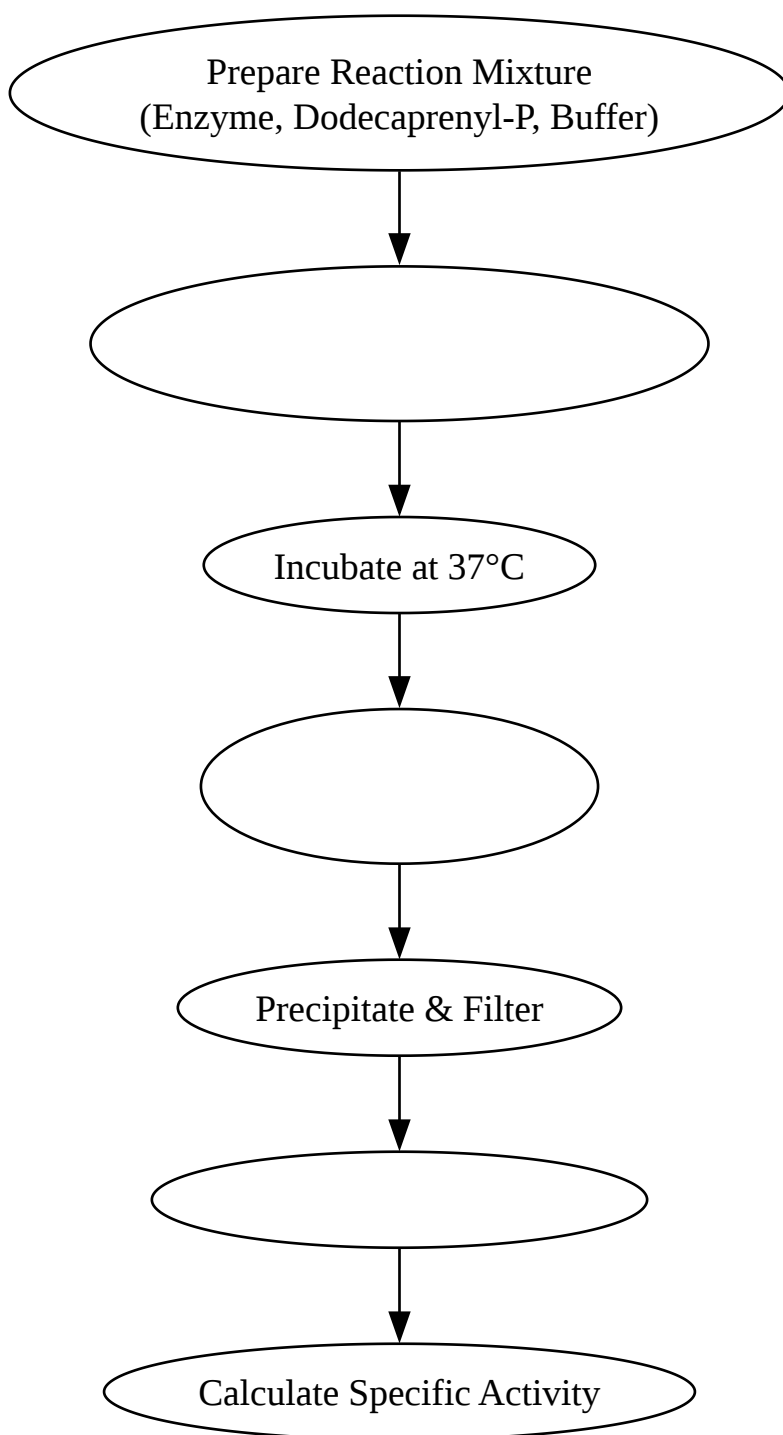 Prepare Reaction Mixture
(Enzyme, Dodecaprenyl-P, Buffer)
Incubate at 37°C
Precipitate & Filter
Calculate Specific Activity